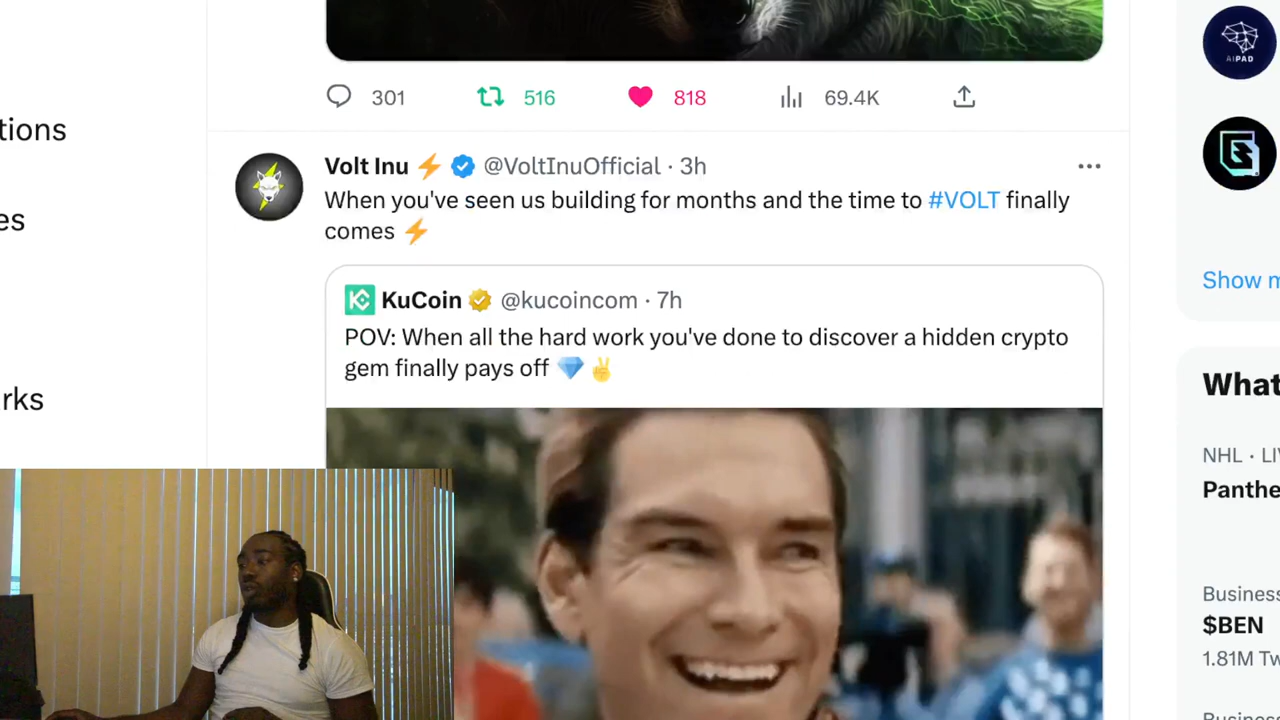 301 516 818 69.4K
AIPAD
tions
Volt Inu ⚡ @VoltInuOfficial · 3h
When you've seen us building for months and the time to #VOLT finally
comes ⚡
es
KuCoin @kucoincom · 7h
POV: When all the hard work you've done to discover a hidden crypto
gem finally pays off 💎✌
rks
Show m
What
NHL · LI
Panthe
Business
$BEN
1.81M Tw
Business